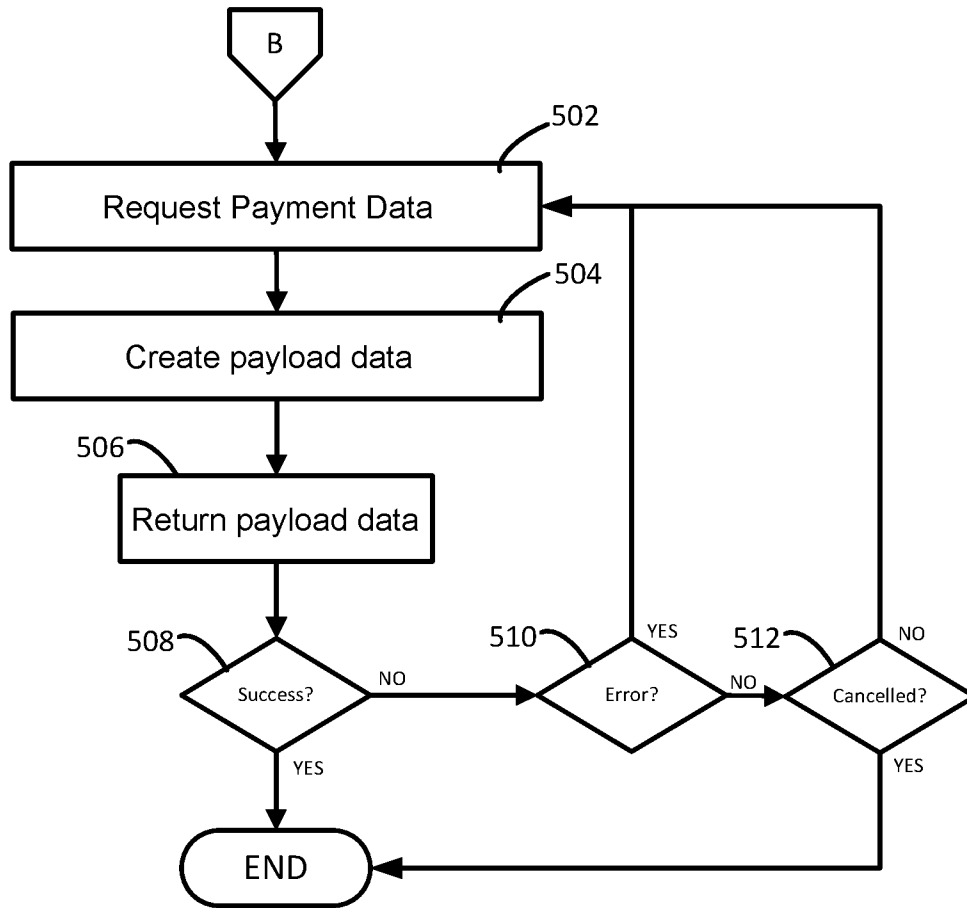 B
502
Request Payment Data
504
Create payload data
506
Return payload data
508
Success?
NO
YES
510
Error?
YES
NO
512
Cancelled?
NO
YES
END